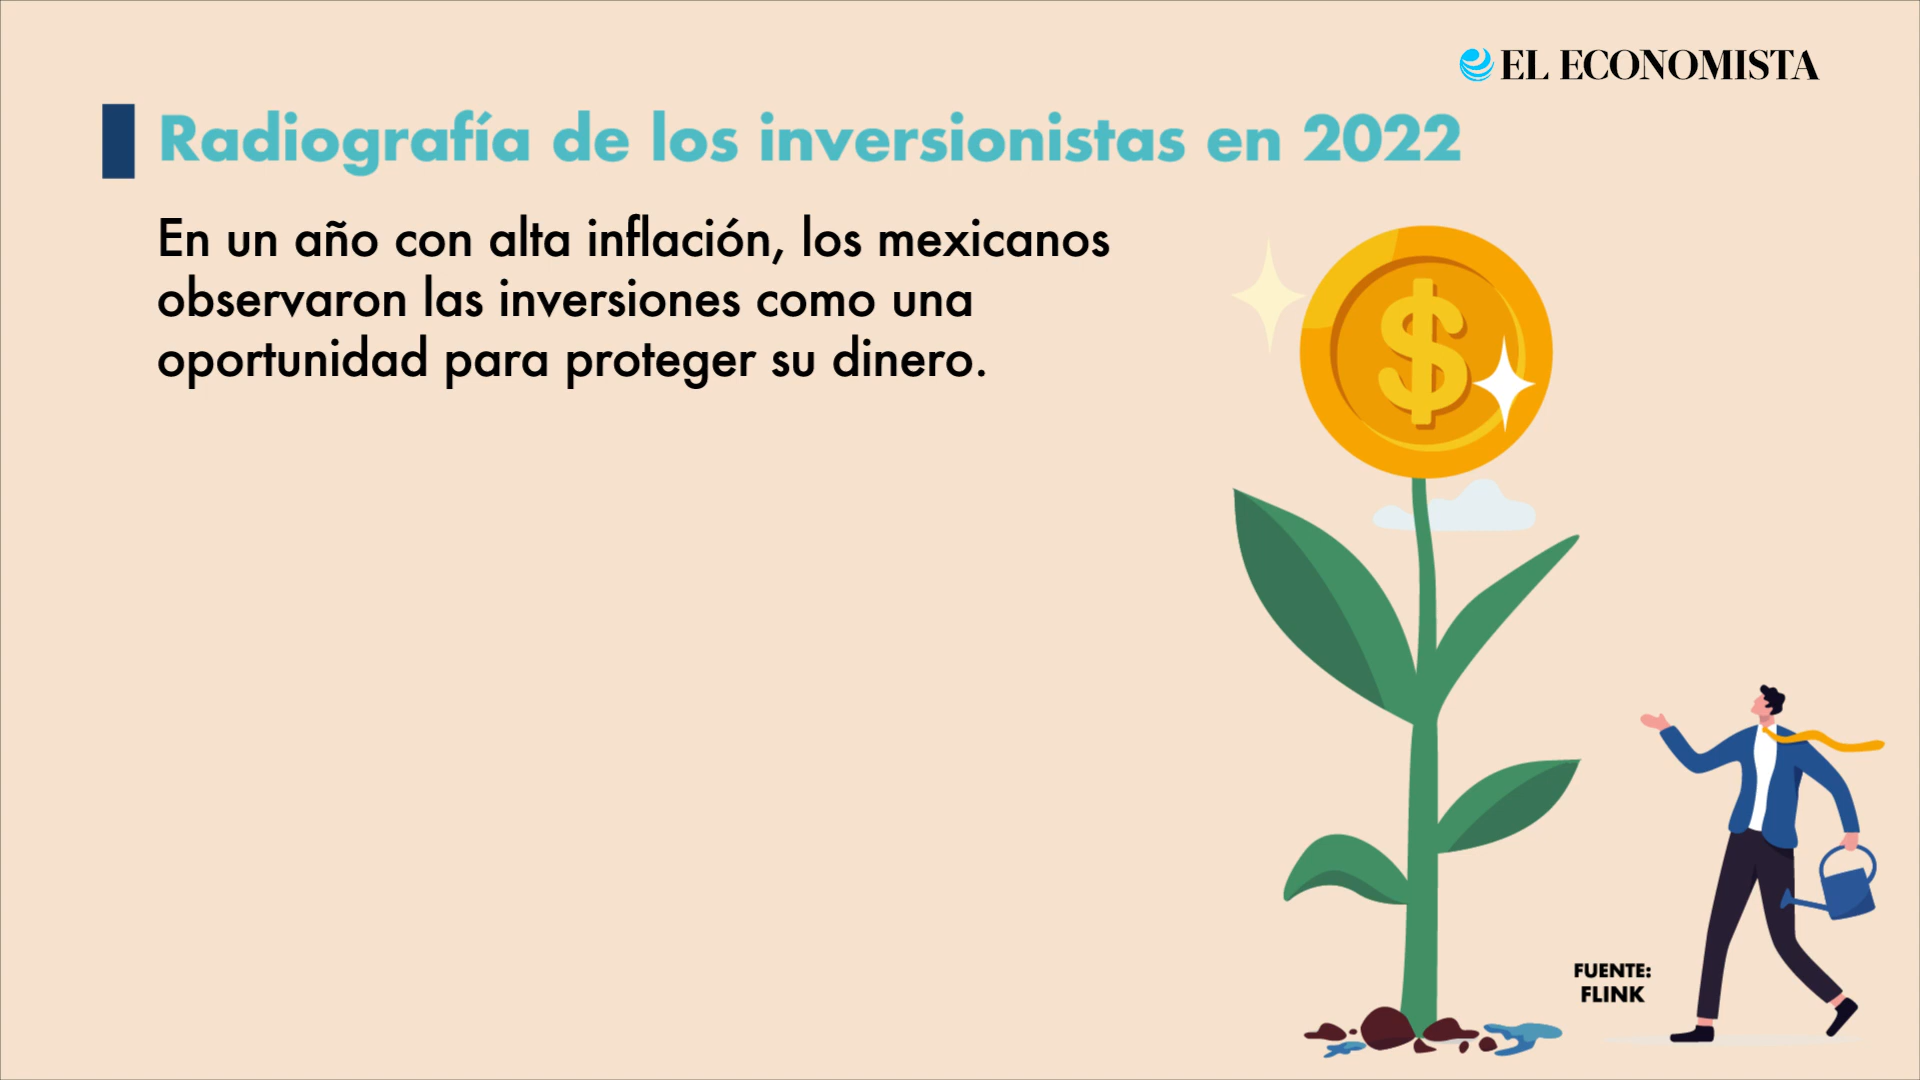 EL ECONOMISTA
Radiografía de los inversionistas en 2022
En un año con alta inflación, los mexicanos
observaron las inversiones como una
oportunidad para proteger su dinero.
$
FUENTE:
FLINK